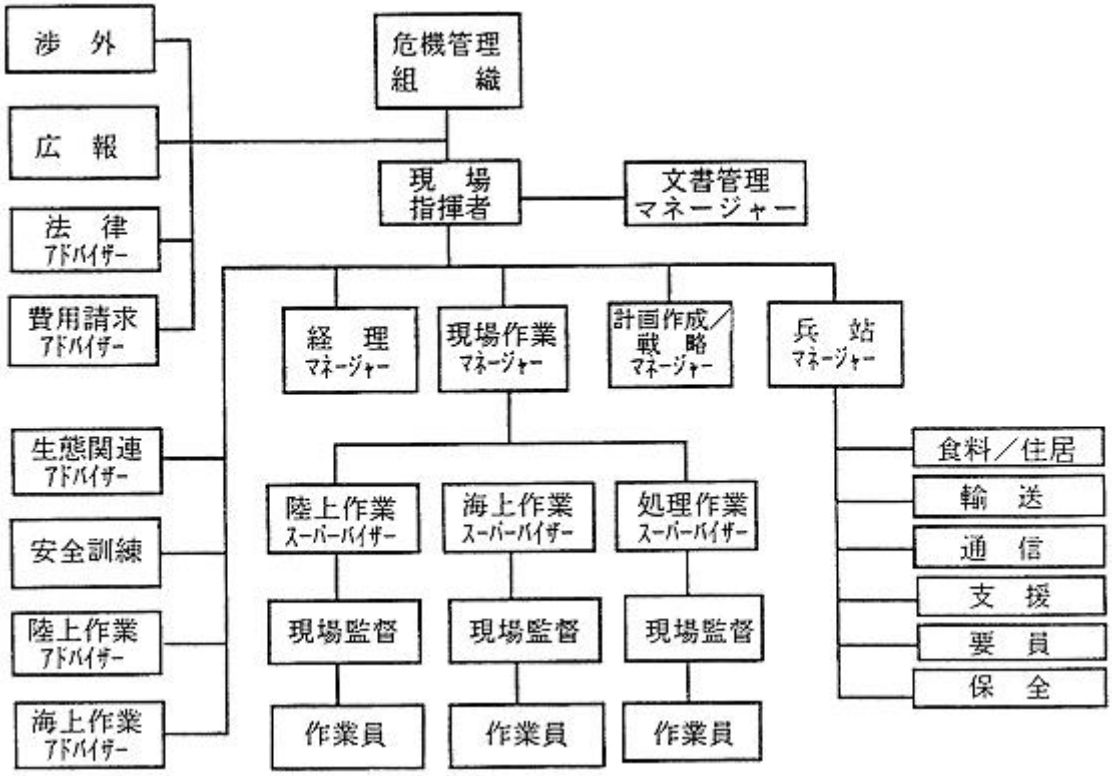 渉外
危機管理
組織
広報
現場
指揮者
文書管理
マネージャー
法律
アドバイザー
費用請求
アドバイザー
経理
マネージャー
現場作業
マネージャー
計画作成／
戦略
マネージャー
兵站
マネージャー
生態関連
アドバイザー
安全訓練
陸上作業
アドバイザー
海上作業
アドバイザー
陸上作業
スーパーバイザー
海上作業
スーパーバイザー
処理作業
スーパーバイザー
現場監督
現場監督
現場監督
作業員
作業員
作業員
食料／住居
輸送
通信
支援
要員
保全